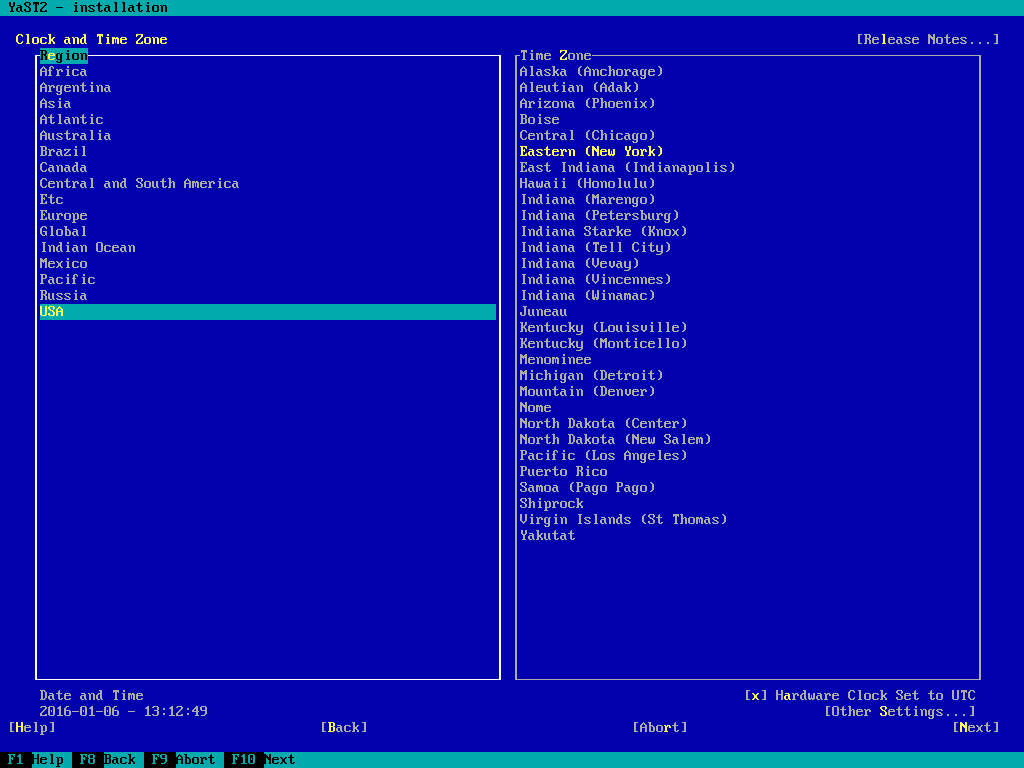 YaST2 - installation
Clock and Time Zone [Release Notes...]
Region
Africa
Argentina
Asia
Atlantic
Australia
Brazil
Canada
Central and South America
Etc
Europe
Global
Indian Ocean
Mexico
Pacific
Russia
USA
Time Zone
Alaska (Anchorage)
Aleutian (Adak)
Arizona (Phoenix)
Boise
Central (Chicago)
Eastern (New York)
East Indiana (Indianapolis)
Hawaii (Honolulu)
Indiana (Marengo)
Indiana (Petersburg)
Indiana Starke (Knox)
Indiana (Tell City)
Indiana (Vevay)
Indiana (Vincennes)
Indiana (Winamac)
Juneau
Kentucky (Louisville)
Kentucky (Monticello)
Menominee
Michigan (Detroit)
Mountain (Denver)
Nome
North Dakota (Center)
North Dakota (New Salem)
Pacific (Los Angeles)
Puerto Rico
Samoa (Pago Pago)
Shiprock
Virgin Islands (St Thomas)
Yakutat
Date and Time [x] Hardware Clock Set to UTC
2016-01-06 - 13:12:49 [Other Settings...]
[Help] [Back] [Abort] [Next]
F1 Help F8 Back F9 Abort F10 Next